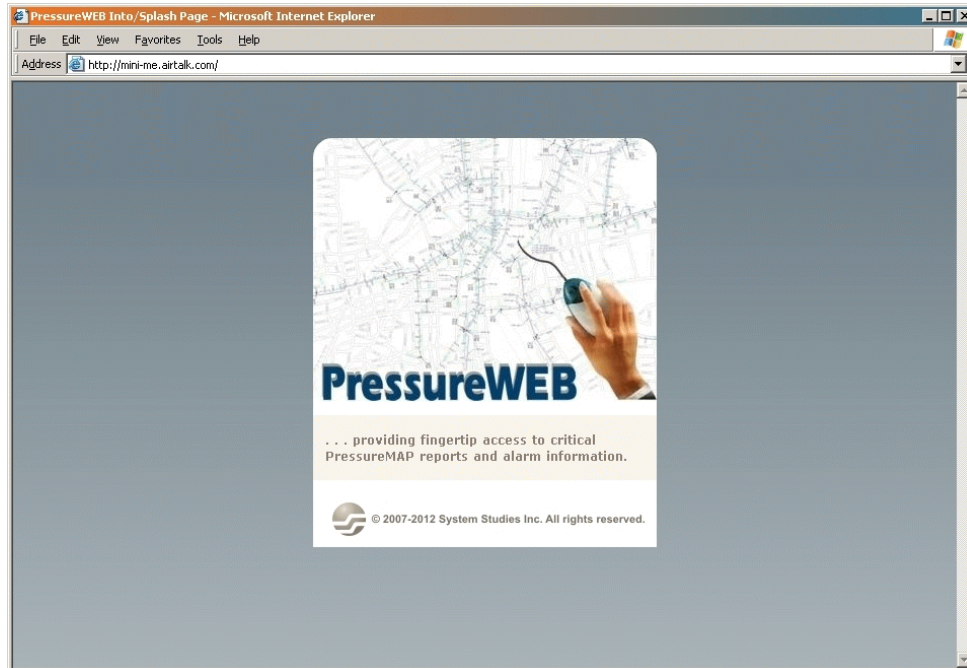 PressureWEB Into/Splash Page - Microsoft Internet Explorer
File Edit View Favorites Tools Help
Address http://mini-me.airtalk.com/
PressureWEB
. . . providing fingertip access to critical
PressureMAP reports and alarm information.
© 2007-2012 System Studies Inc. All rights reserved.